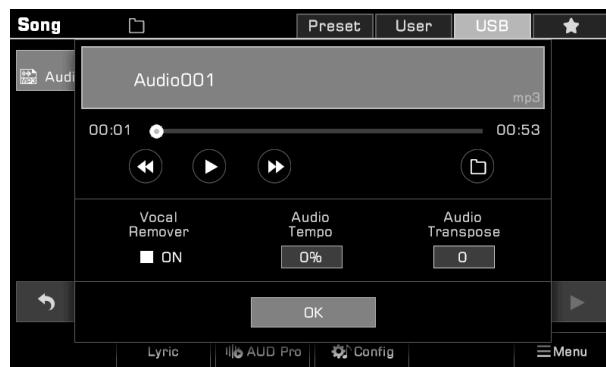 Song Preset User USB
Audi
Audio001
mp3
00:01 00:53
Vocal Remover Audio Tempo Audio Transpose
ON 0% 0
OK
Lyric AUD Pro Config Menu